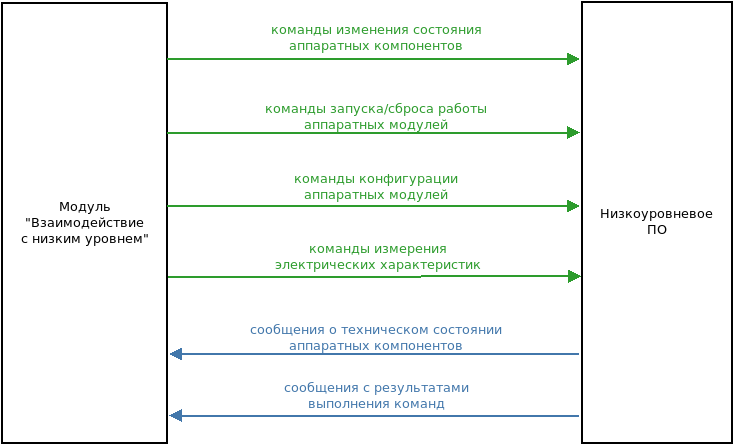 команды изменения состояния
аппаратных компонентов
команды запуска/сброса работы
аппаратных модулей
команды конфигурации
аппаратных модулей
Модуль
"Взаимодействие
с низким уровнем"
Низкоуровневое
ПО
команды измерения
электрических характеристик
сообщения о техническом состоянии
аппаратных компонентов
сообщения с результатами
выполнения команд